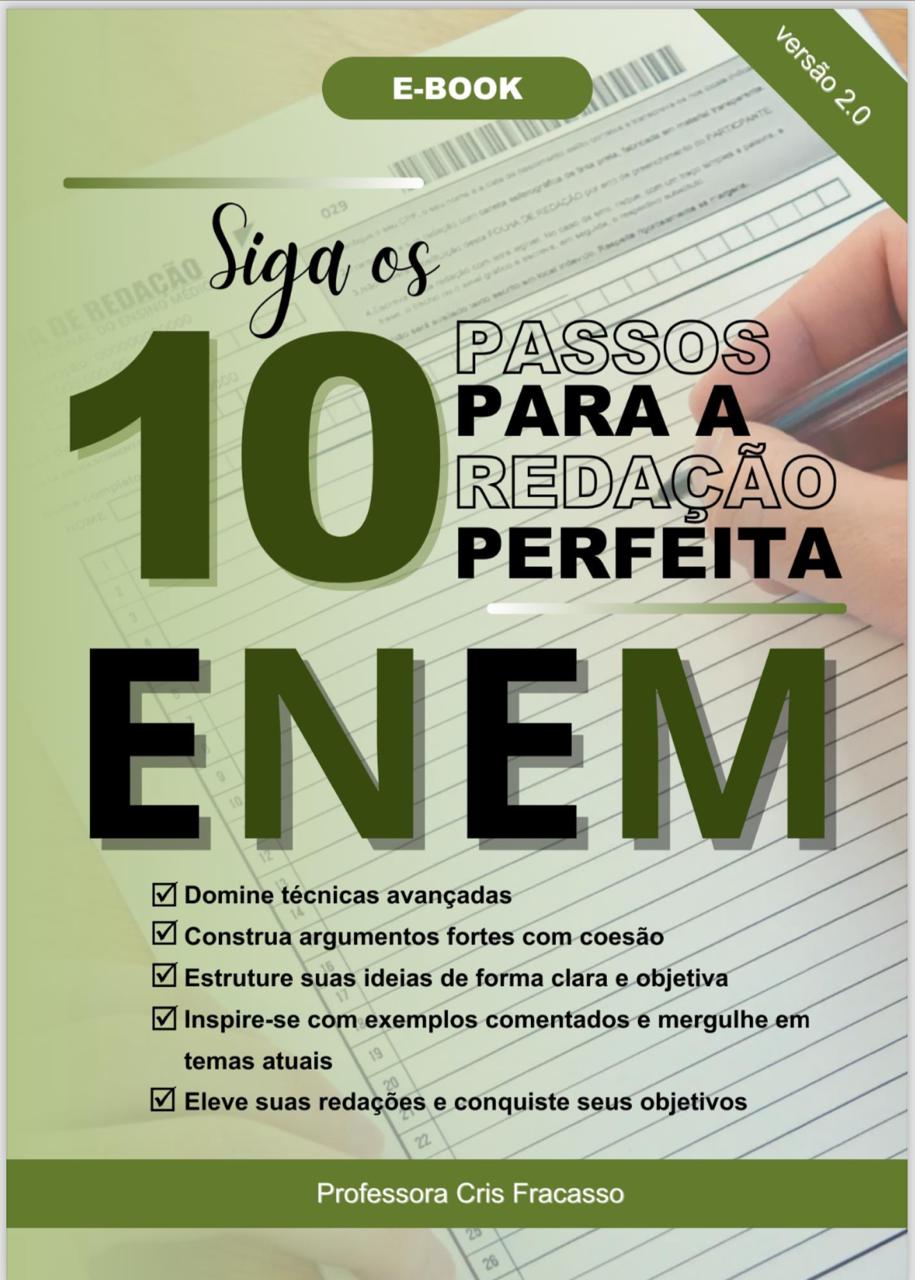 E-BOOK
versão 2.0
029
Siga os
10
PASSOS
PARA A
REDAÇÃO
PERFEITA
ENEM
☑ Domine técnicas avançadas
☑ Construa argumentos fortes com coesão
☑ Estruture suas ideias de forma clara e objetiva
☑ Inspire-se com exemplos comentados e mergulhe em
temas atuais
☑ Eleve suas redações e conquiste seus objetivos
Professora Cris Fracasso